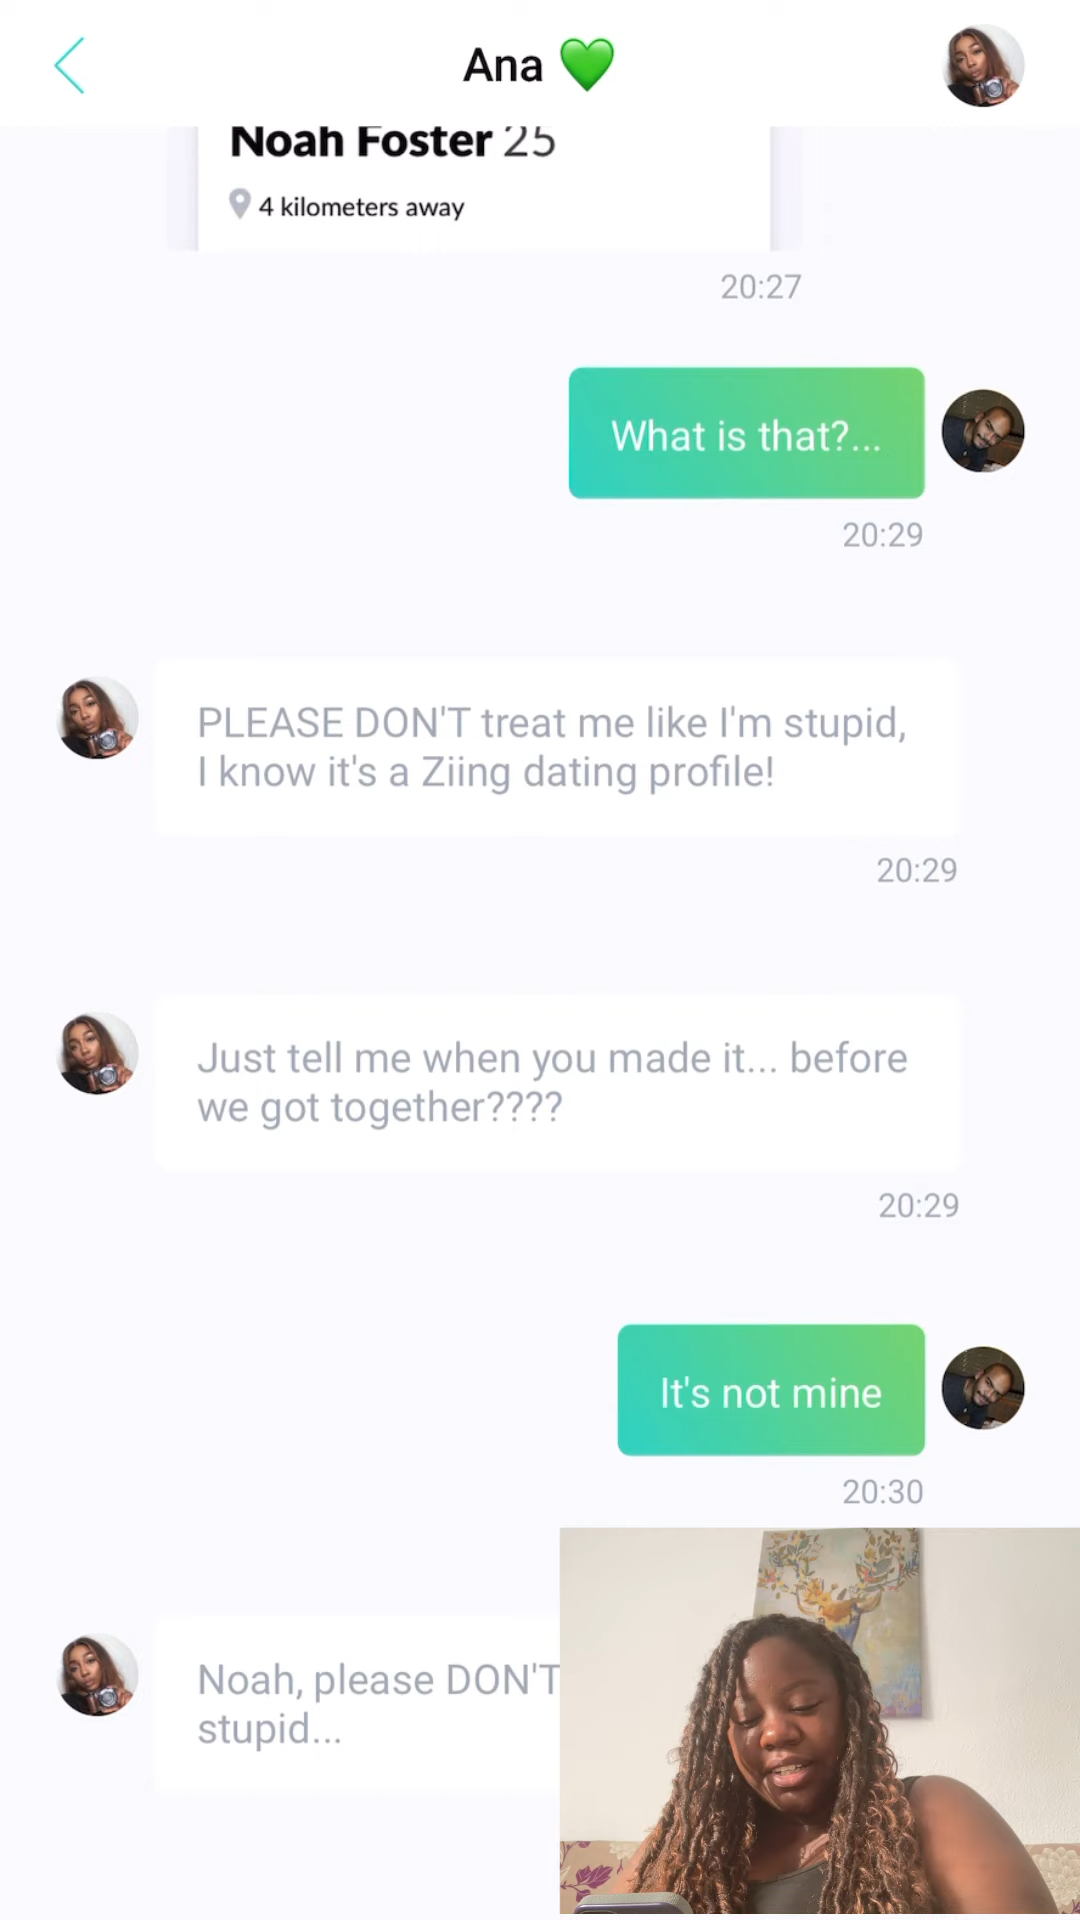 Ana 💚
Noah Foster 25
4 kilometers away
20:27
What is that?...
20:29
PLEASE DON'T treat me like I'm stupid,
I know it's a Ziing dating profile!
20:29
Just tell me when you made it... before
we got together????
20:29
It's not mine
20:30
Noah, please DON'T
stupid...